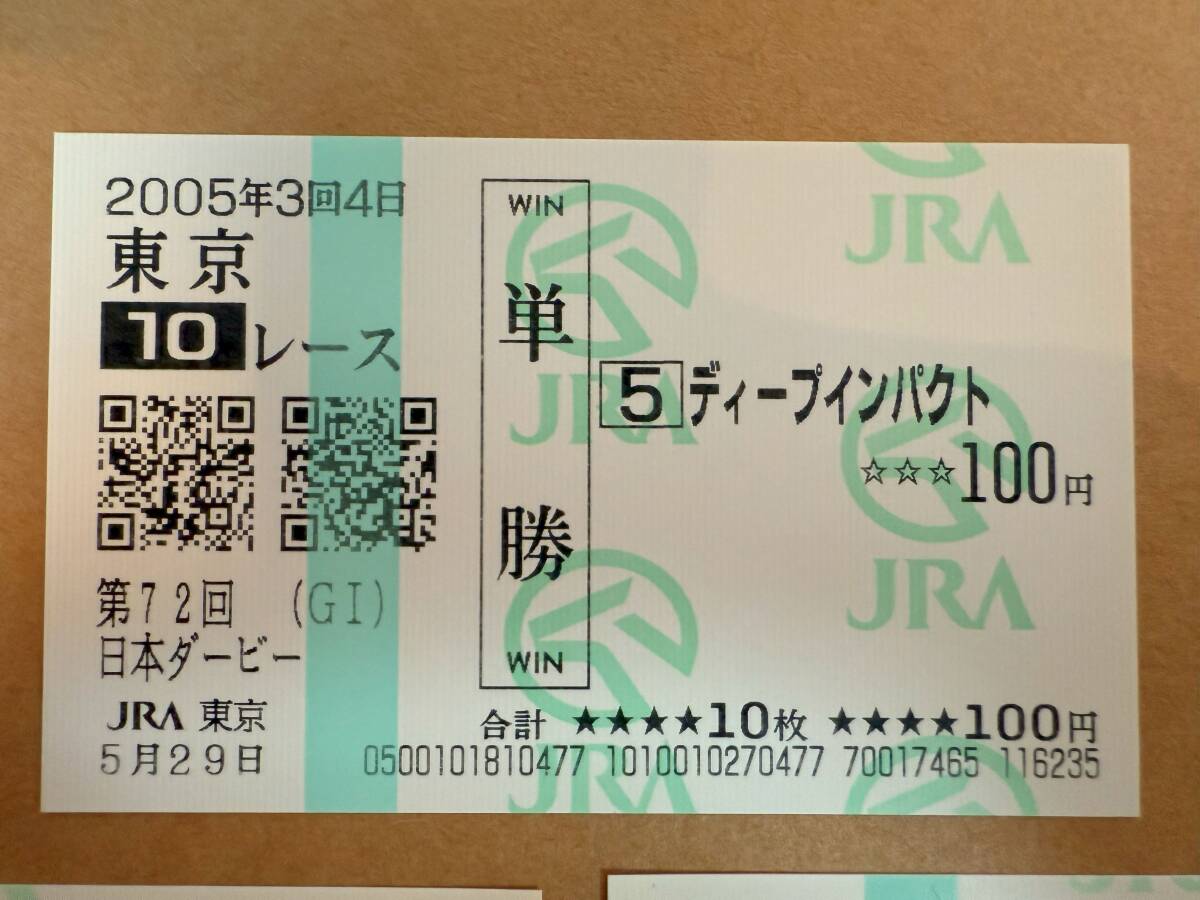 2005年3回4日
東京
10レース
第72回 (GI)
日本ダービー
JRA 東京
5月29日
WIN
単勝
WIN
5 ディープインパクト
☆☆☆100円
合計 ★★★★10枚 ★★★★100円
0500101810477 1010010270477 70017465 116235
JRA
JRA
JRA
JRA